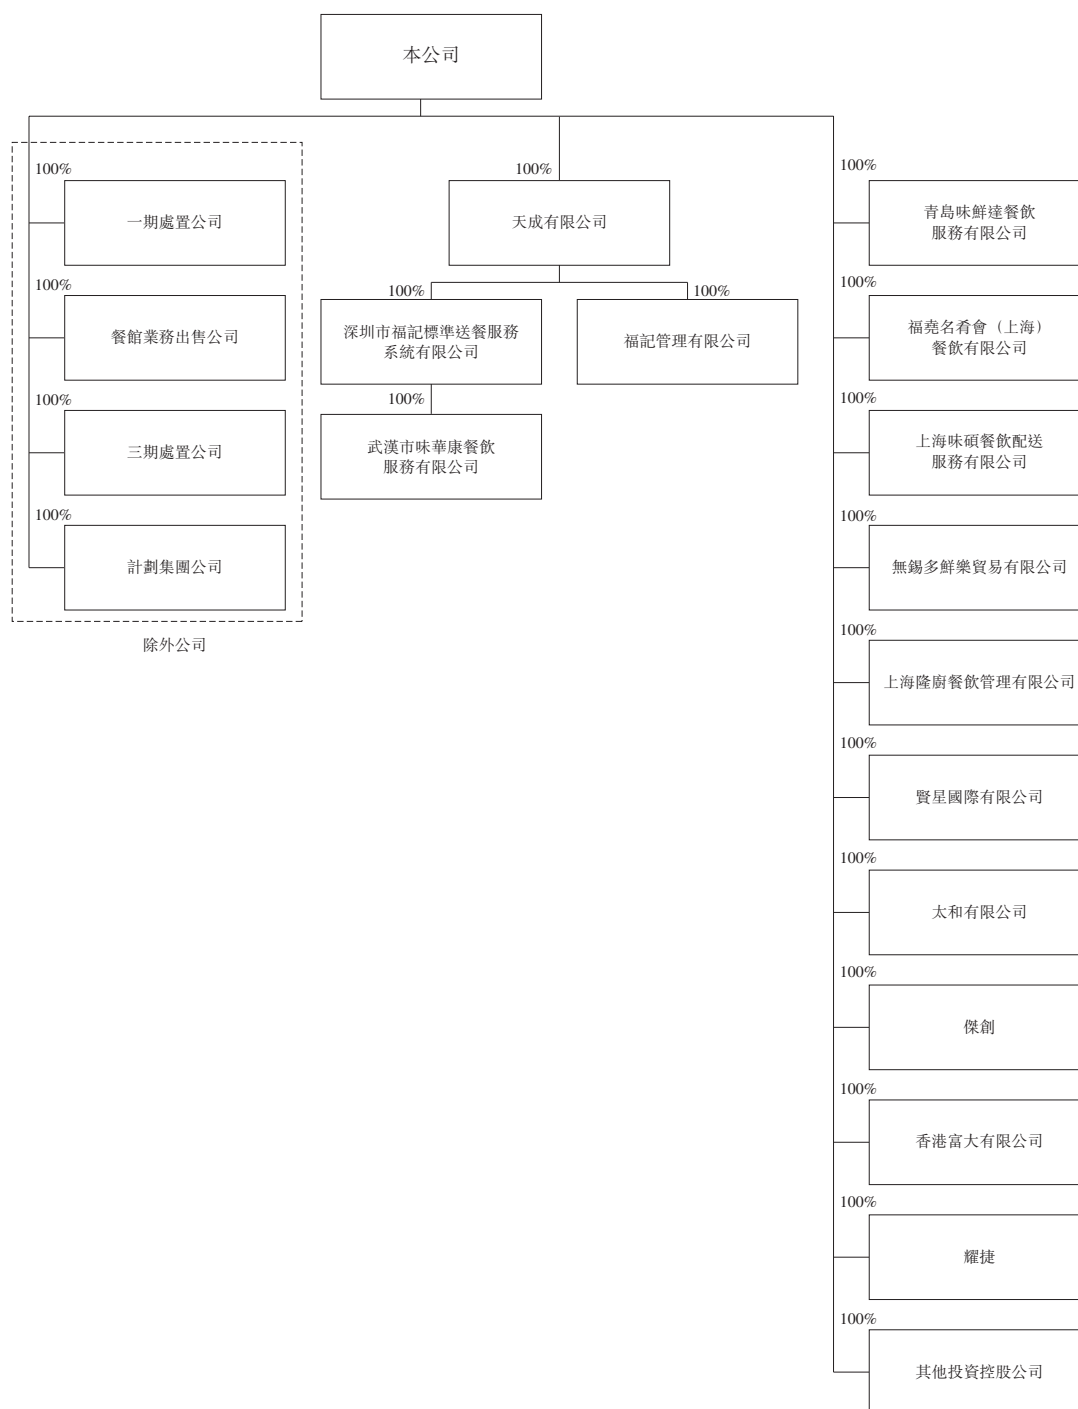 本公司
100%
一期處置公司
100%
餐館業務出售公司
100%
三期處置公司
100%
計劃集團公司
除外公司
100%
天成有限公司
100%
深圳市福記標準送餐服務
系統有限公司
100%
福記管理有限公司
100%
武漢市味華康餐飲
服務有限公司
100%
青島味鮮達餐飲
服務有限公司
100%
福堯名肴會（上海）
餐飲有限公司
100%
上海味碩餐飲配送
服務有限公司
100%
無錫多鮮樂貿易有限公司
100%
上海隆廚餐飲管理有限公司
100%
賢星國際有限公司
100%
太和有限公司
100%
傑創
100%
香港富大有限公司
100%
耀捷
100%
其他投資控股公司